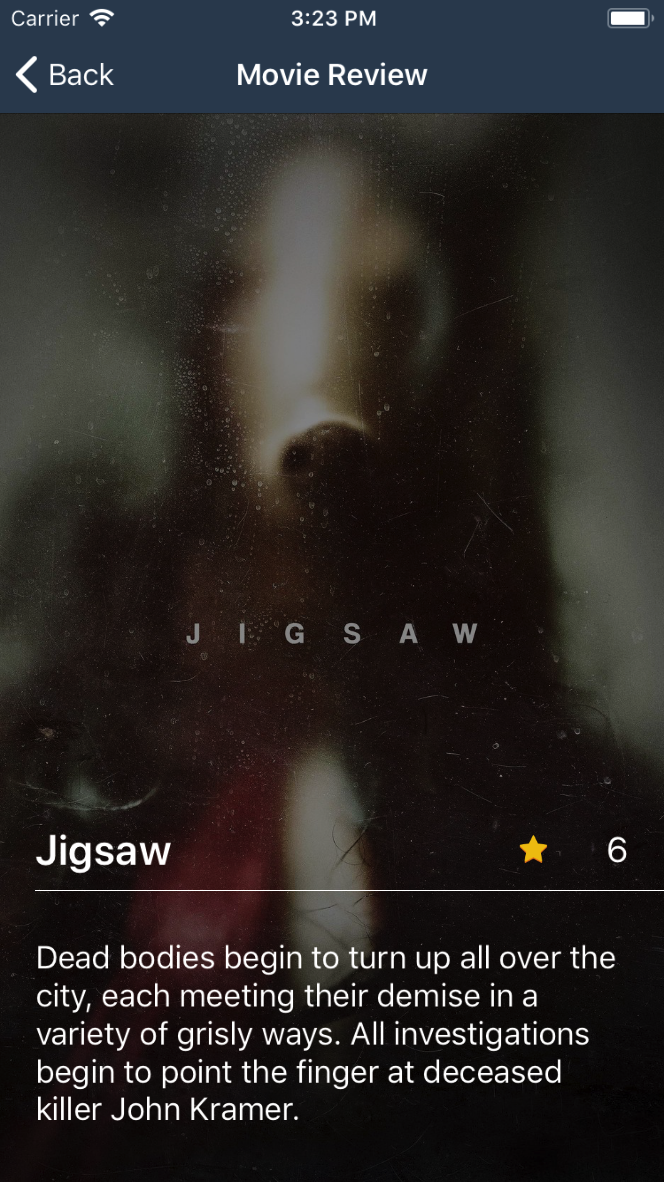 Carrier 3:23 PM
Back Movie Review
J I G S A W
Jigsaw 6
Dead bodies begin to turn up all over the
city, each meeting their demise in a
variety of grisly ways. All investigations
begin to point the finger at deceased
killer John Kramer.